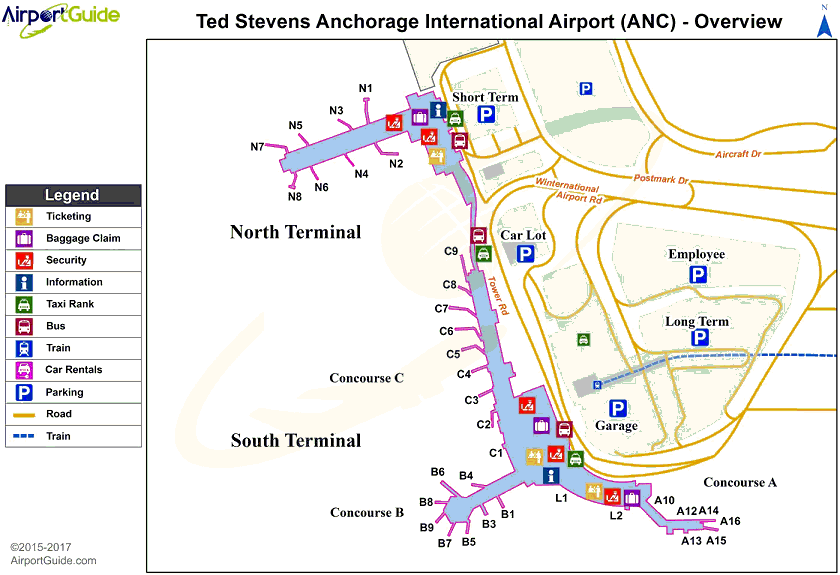 AirportGuide
Ted Stevens Anchorage International Airport (ANC) - Overview
N
Short Term
P
P
N1
N3
N5
N7
N2
N4
N6
N8
i
Aircraft Dr
Postmark Dr
Winternational
Airport Rd
North Terminal
Car Lot
P
Employee
P
Long Term
P
Tower Rd
C9
C8
C7
C6
C5
C4
C3
C2
C1
Concourse C
South Terminal
P
Garage
Concourse A
Concourse B
B6
B4
B8
B9
B7
B5
B3
B1
i
L1
L2
A10
A12 A14
A16
A13 A15
Legend
Ticketing
Baggage Claim
Security
i Information
Taxi Rank
Bus
Train
Car Rentals
P Parking
Road
Train
©2015-2017
AirportGuide.com